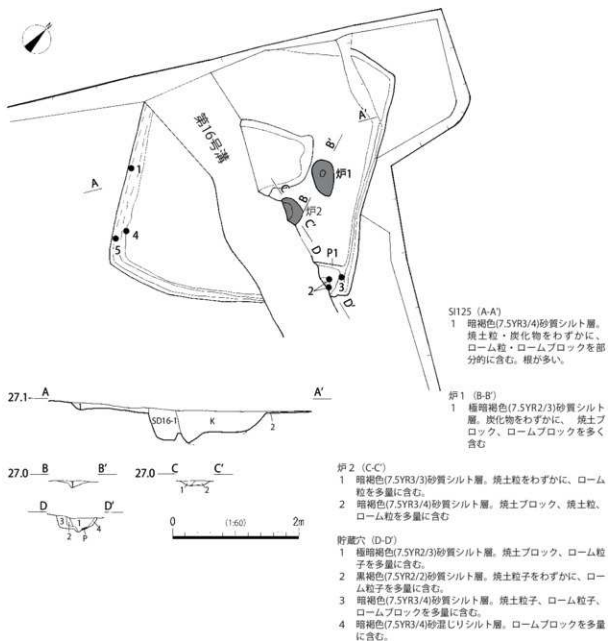 第16号溝
A'
B'
炉1
A
1
C
B
炉2
C'
4
5
D
P1
2
3
D'
SI125 (A-A')
1 暗褐色(7.5YR3/4)砂質シルト層。
焼土粒・炭化物をわずかに、
ローム粒・ロームブロックを部
分的に含む。根が多い。
27.1 A A'
SD16-1 K 2
炉1 (B-B')
1 極暗褐色(7.5YR2/3)砂質シルト
層。炭化物をわずかに、 焼土ブ
ロック、ロームブロックを多く
含む
27.0 B B' 27.0 C C'
1 2
D D'
3 1 4
2 P
0 (1:60) 2m
炉2 (C-C')
1 暗褐色(7.5YR3/3)砂質シルト層。焼土粒をわずかに、ローム
粒を多量に含む。
2 暗褐色(7.5YR3/4)砂質シルト層。焼土ブロック、焼土粒、
ローム粒を多量に含む
貯蔵穴 (D-D')
1 極暗褐色(7.5YR2/3)砂質シルト層。焼土ブロック、ローム粒
子を多量に含む。
2 黒褐色(7.5YR2/2)砂質シルト層。焼土粒子をわずかに、ロー
ム粒子を多量に含む。
3 暗褐色(7.5YR3/4)砂質シルト層。焼土粒子、ローム粒子、
ロームブロックを多量に含む。
4 暗褐色(7.5YR3/4)砂混じりシルト層。ロームブロックを多量
に含む。